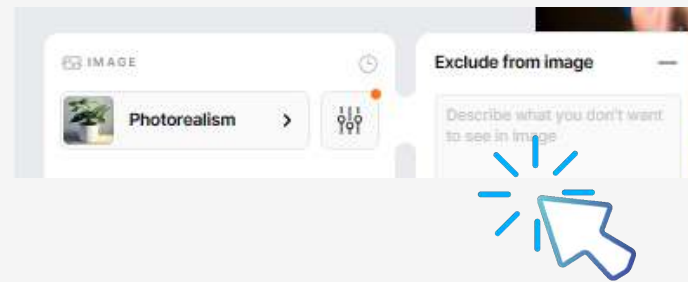 IMAGE
Photorealism
Exclude from image
Describe what you don't want
to see in Image